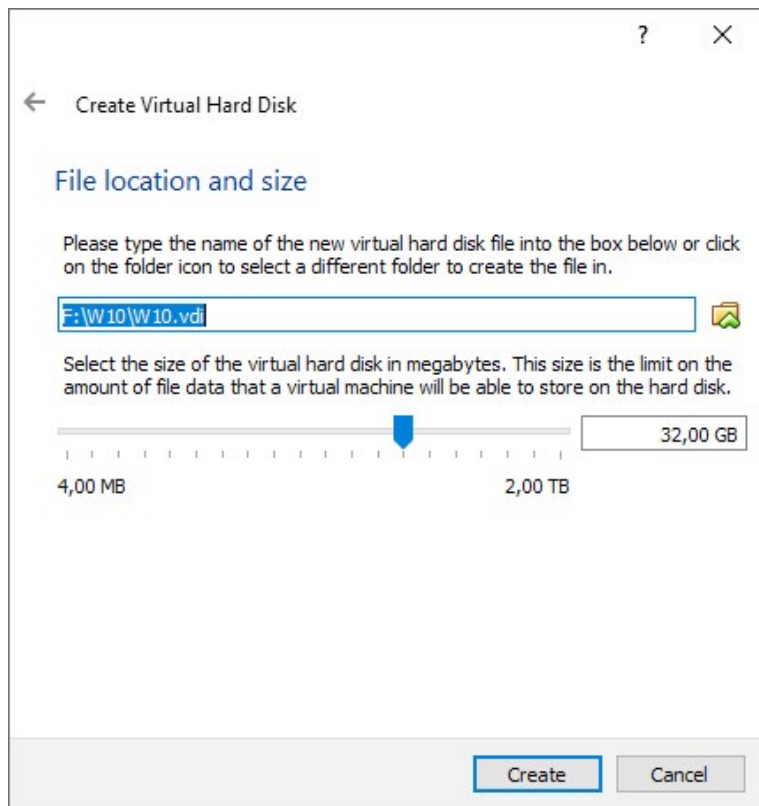 ?
Create Virtual Hard Disk
File location and size
Please type the name of the new virtual hard disk file into the box below or click
on the folder icon to select a different folder to create the file in.
F:\W10\W10.vdi
Select the size of the virtual hard disk in megabytes. This size is the limit on the
amount of file data that a virtual machine will be able to store on the hard disk.
32,00 GB
4,00 MB 2,00 TB
Create Cancel